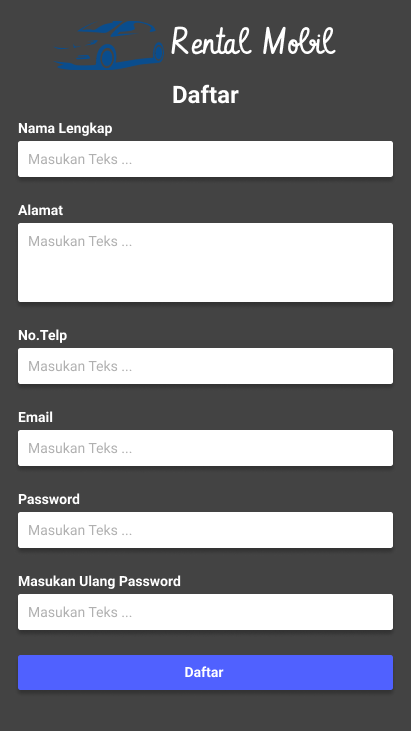 Rental Mobil
Daftar
Nama Lengkap
Masukan Teks ...
Alamat
Masukan Teks ...
No.Telp
Masukan Teks ...
Email
Masukan Teks ...
Password
Masukan Teks ...
Masukan Ulang Password
Masukan Teks ...
Daftar